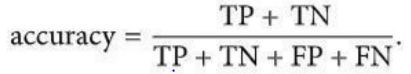 accuracy = TP + TN / TP + TN + FP + FN.